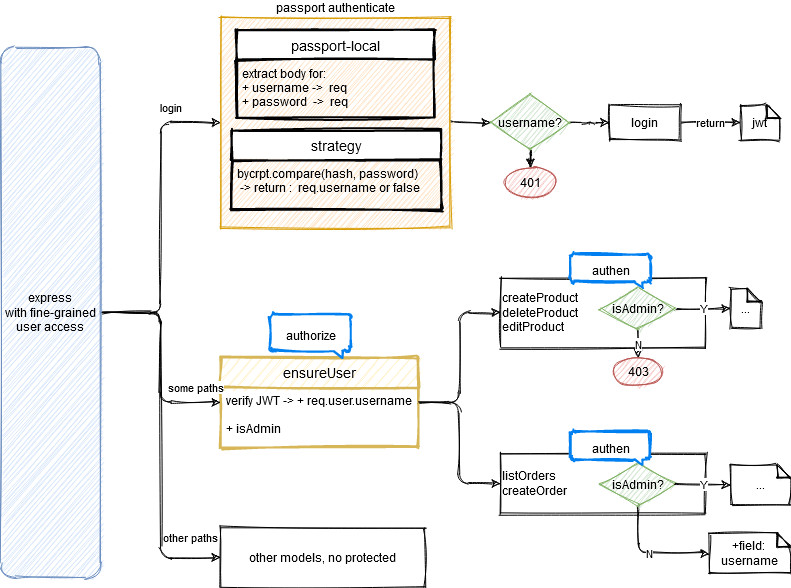 passport authenticate
passport-local
extract body for:
+ username -> req
+ password -> req
strategy
bycrpt.compare(hash, password)
-> return : req.username or false
login
username?
401
login
return
jwt
express
with fine-grained
user access
authorize
ensureUser
some paths
verify JWT -> + req.user.username
+ isAdmin
authen
createProduct
deleteProduct
editProduct
isAdmin?
Y
...
N
403
authen
listOrders
createOrder
isAdmin?
Y
...
N
+field:
username
other paths
other models, no protected